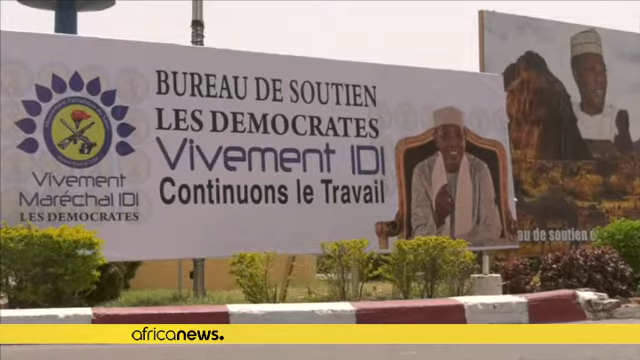 BUREAU DE SOUTIEN
LES DEMOCRATES
Vivement IDI
Continuons le Travail
Vivement
Maréchal IDI
LES DEMOCRATES
au de soutien
africanews.